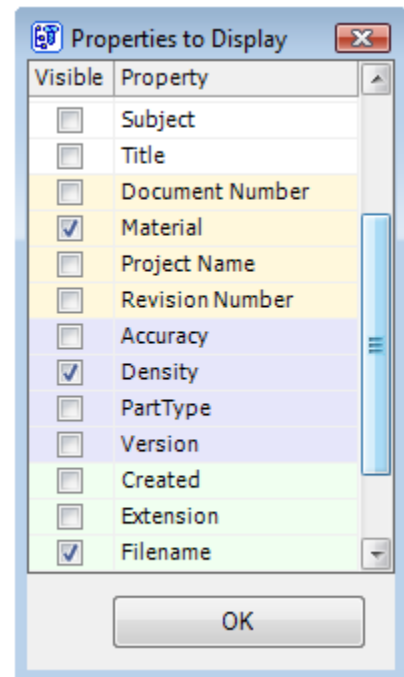 Properties to Display
Visible Property
Subject
Title
Document Number
Material
Project Name
Revision Number
Accuracy
Density
PartType
Version
Created
Extension
Filename
OK